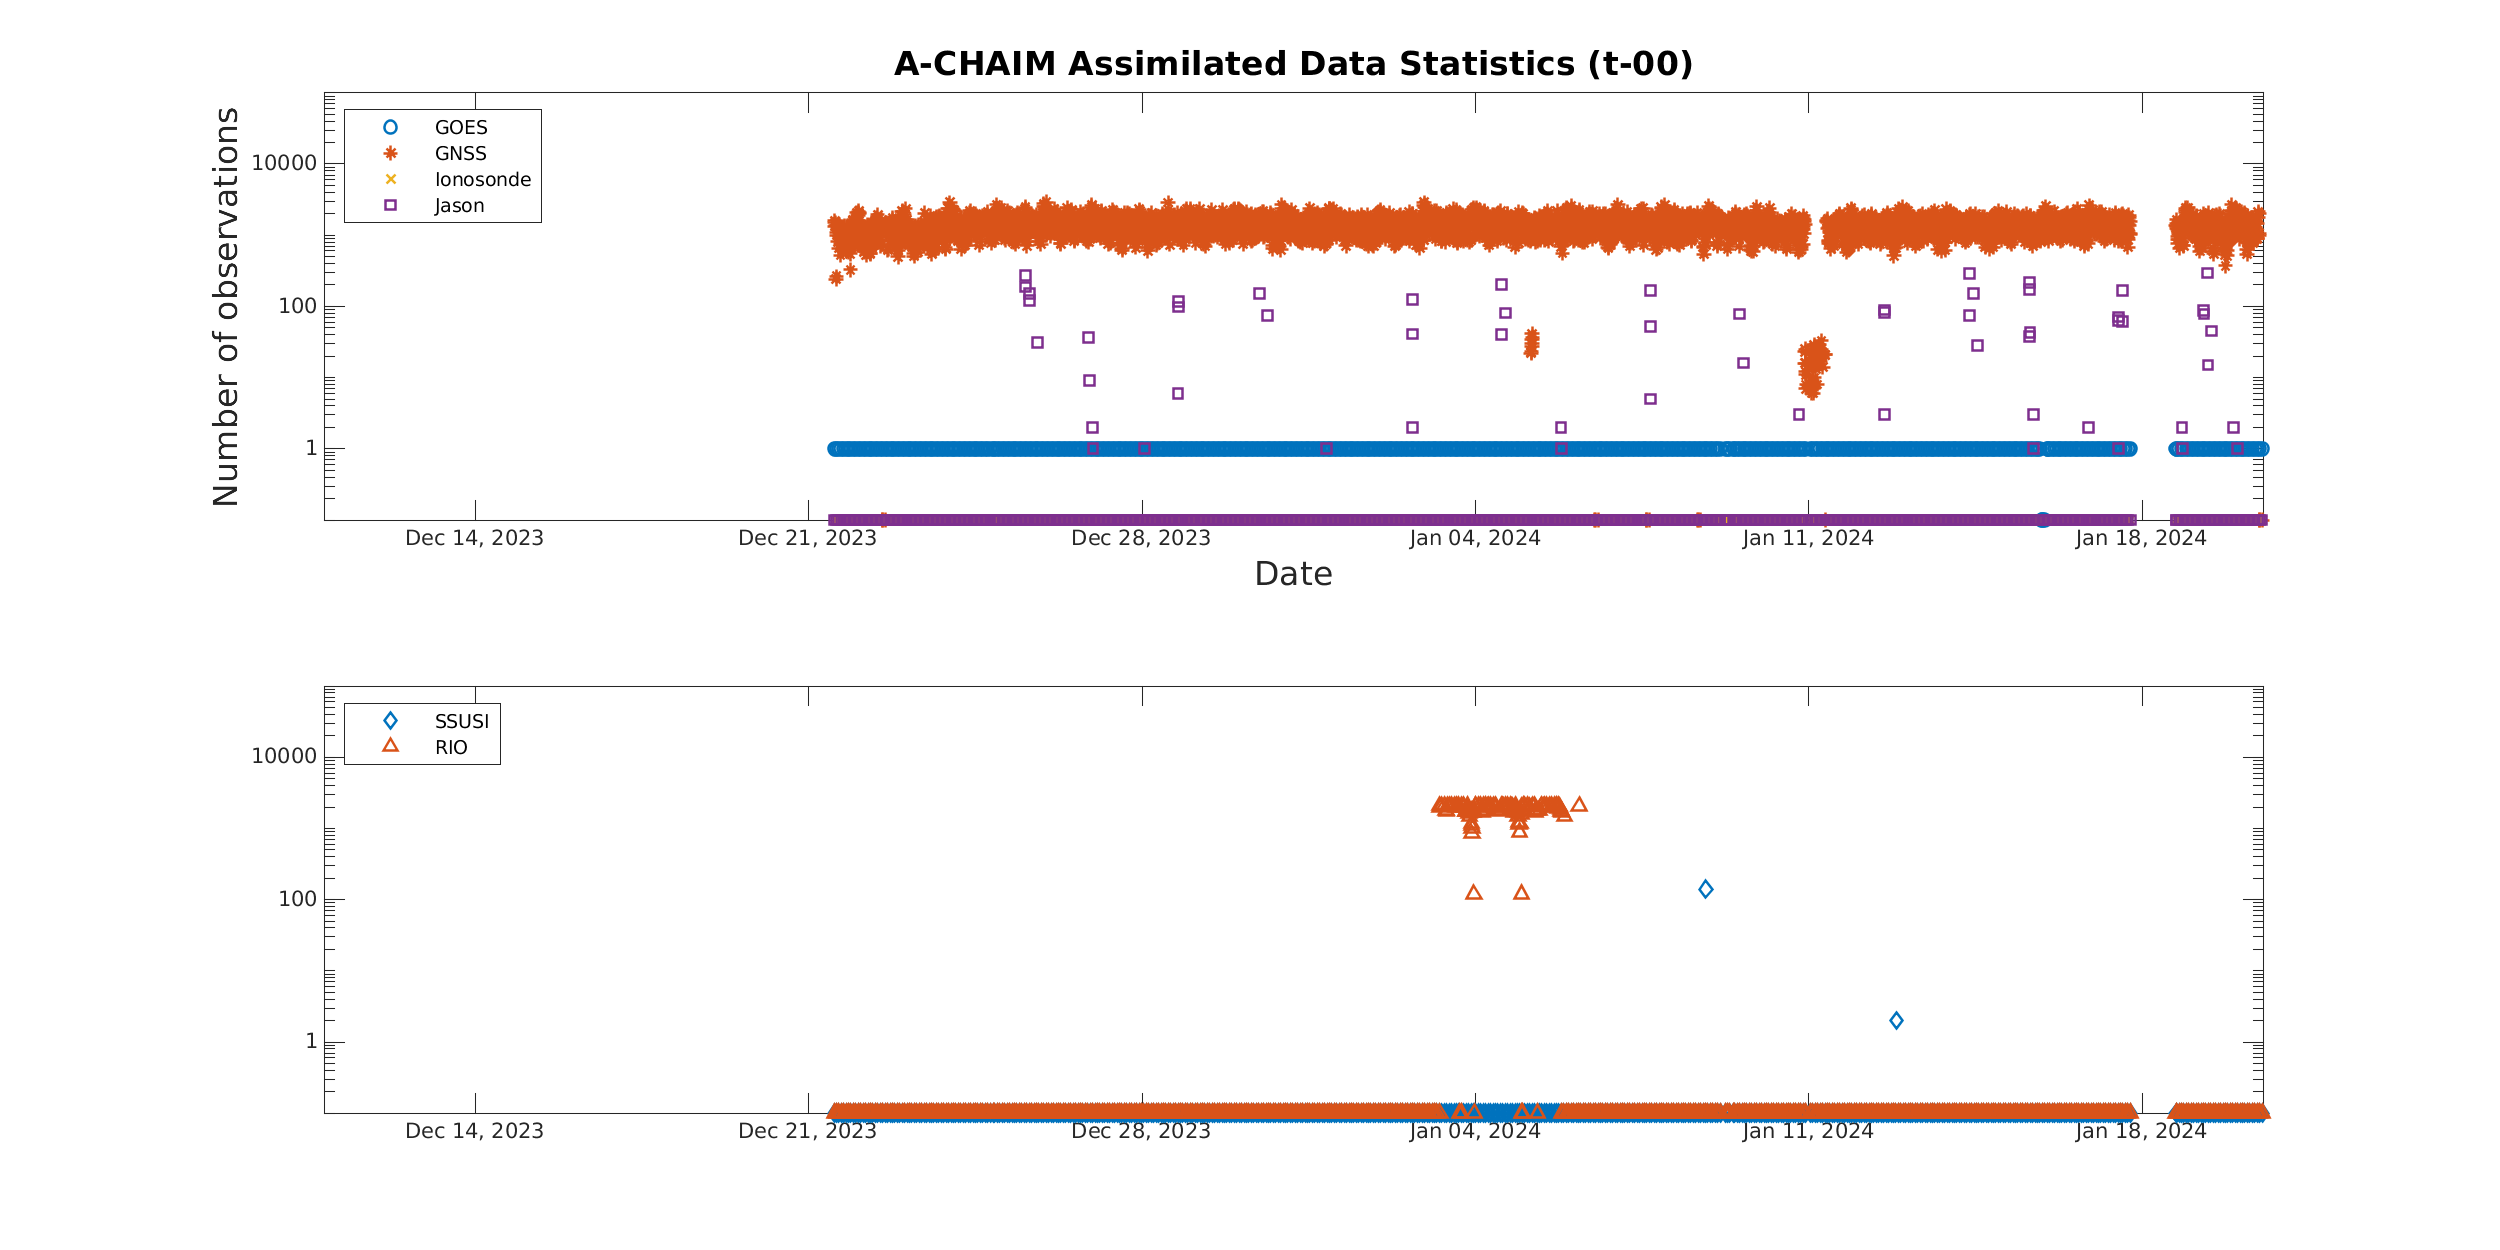 A-CHAIM Assimilated Data Statistics (t-00)
Number of observations
GOES
GNSS
Ionosonde
Jason
10000
100
1
Dec 14, 2023 Dec 21, 2023 Dec 28, 2023 Jan 04, 2024 Jan 11, 2024 Jan 18, 2024
Date
SSUSI
RIO
10000
100
1
Dec 14, 2023 Dec 21, 2023 Dec 28, 2023 Jan 04, 2024 Jan 11, 2024 Jan 18, 2024